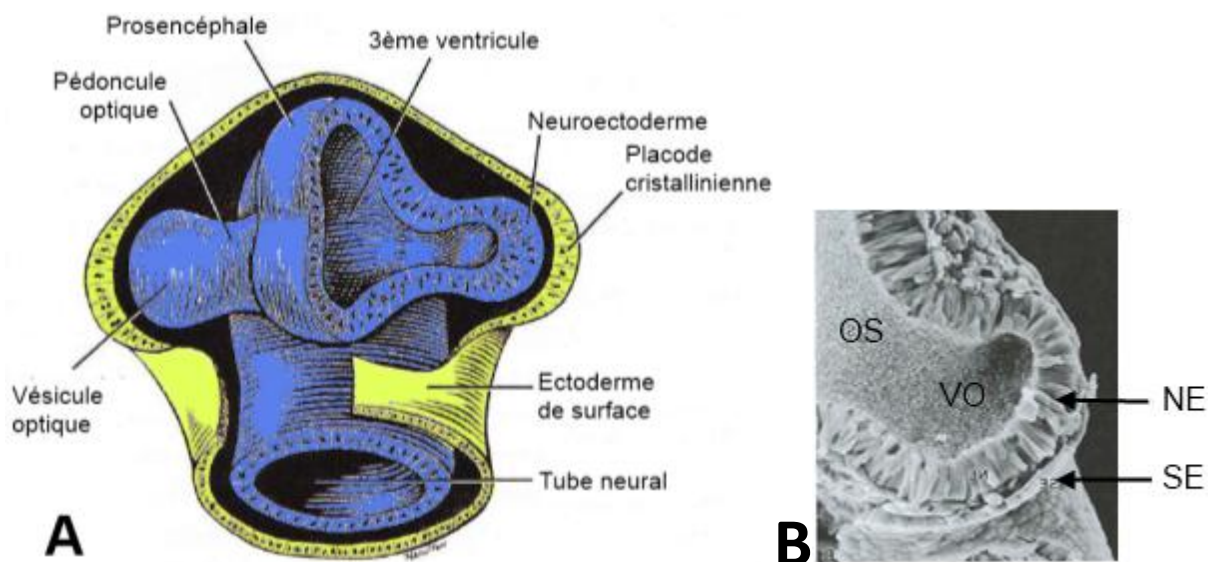 Prosencéphale
3ème ventricule
Pédoncule
optique
Neuroectoderme
Placode
cristallinienne
Vésicule
optique
Ectoderme
de surface
Tube neural
A
OS
VO
NE
SE
B